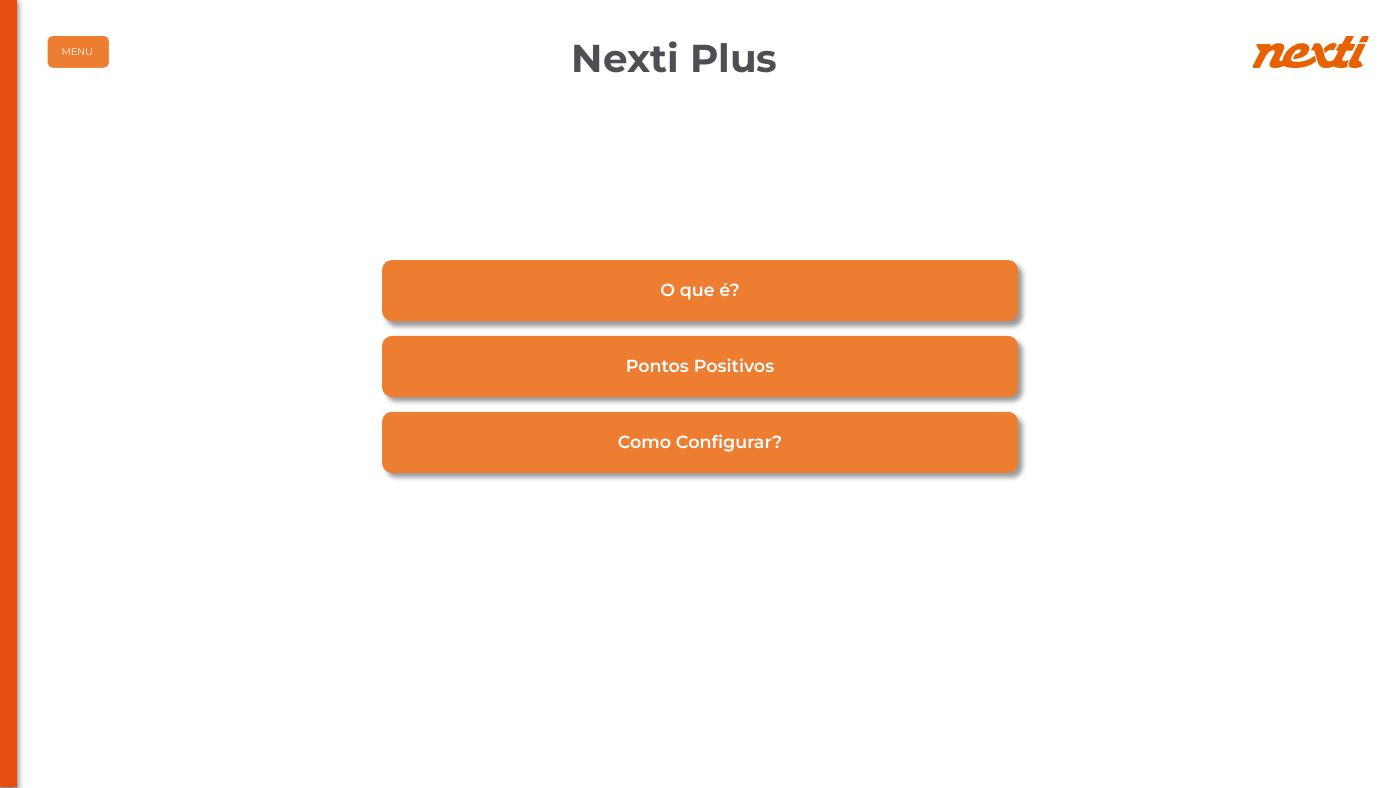 MENU
Nexti Plus
nexti
O que é?
Pontos Positivos
Como Configurar?